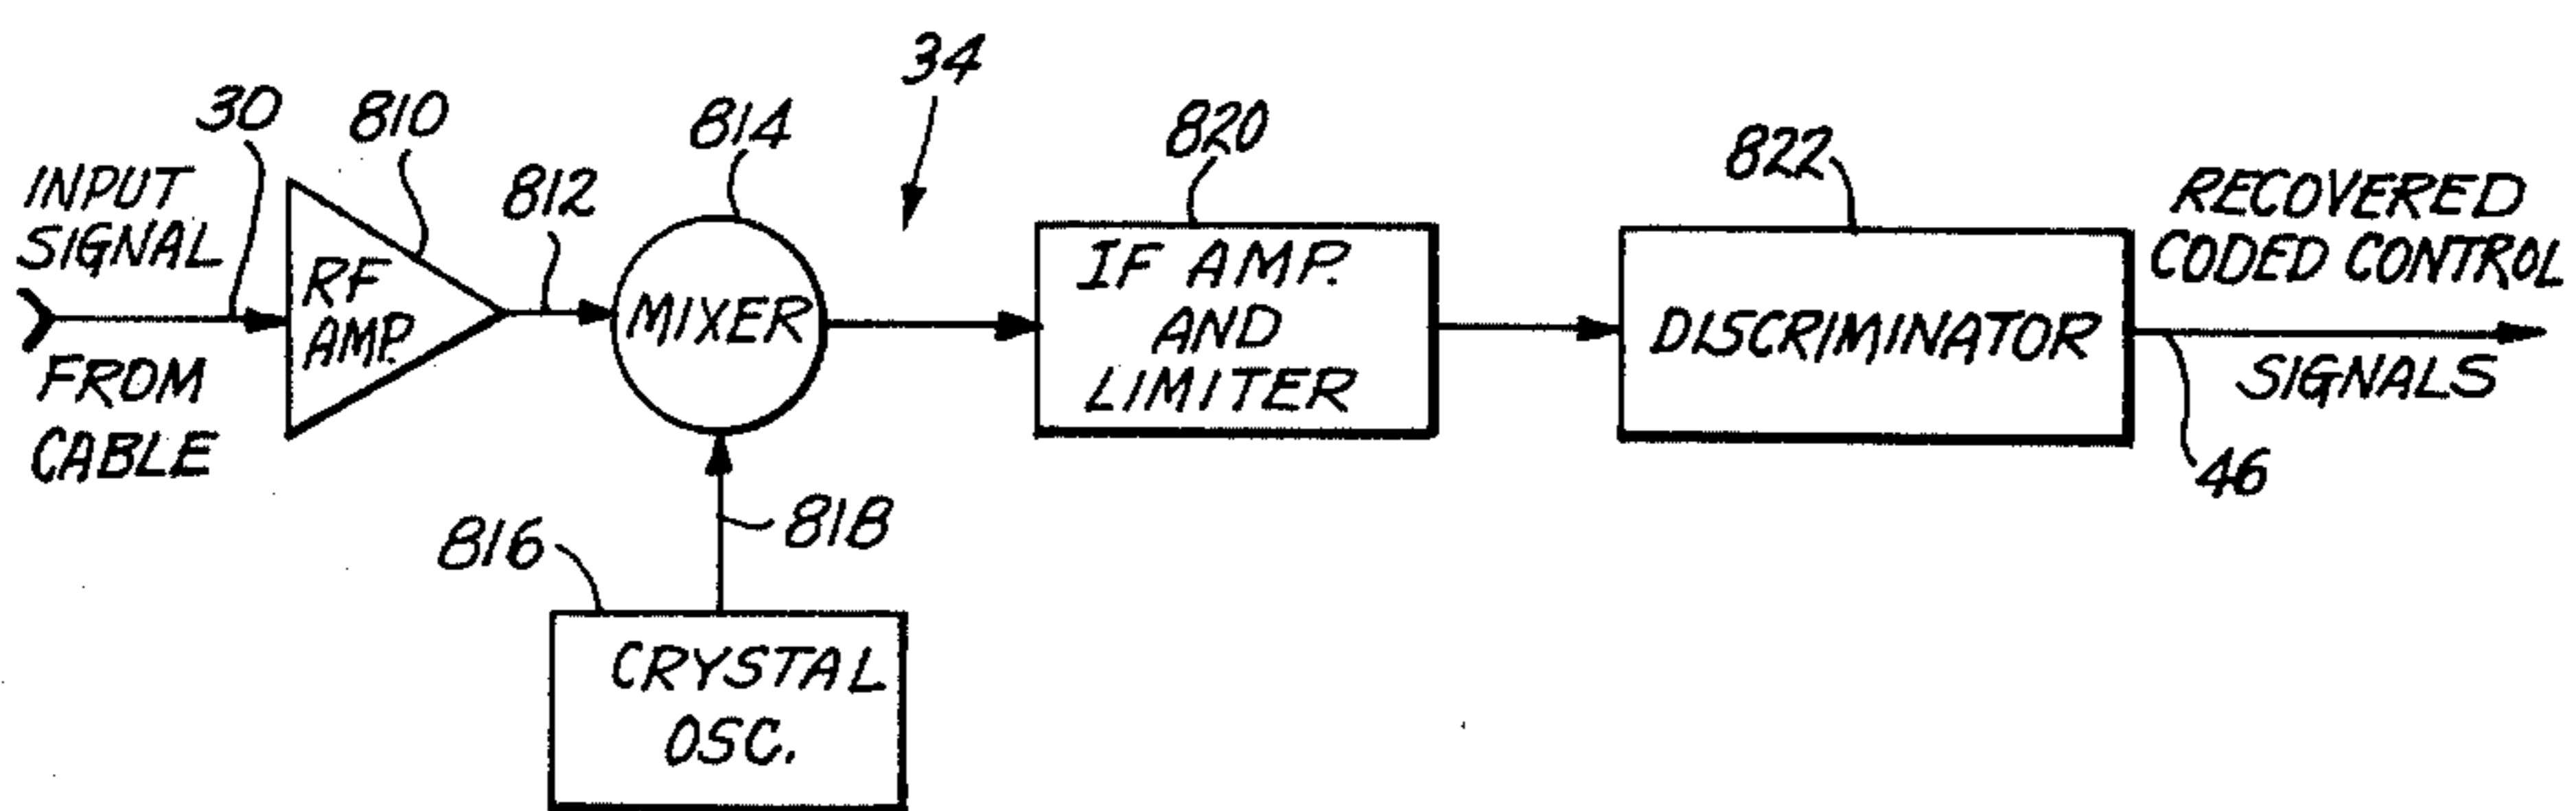 34
30
810
814
820
822
INPUT
SIGNAL
812
RECOVERED
CODED CONTROL
RF
AMP.
MIXER
IF AMP.
AND
LIMITER
DISCRIMINATOR
FROM
CABLE
SIGNALS
46
816
818
CRYSTAL
OSC.